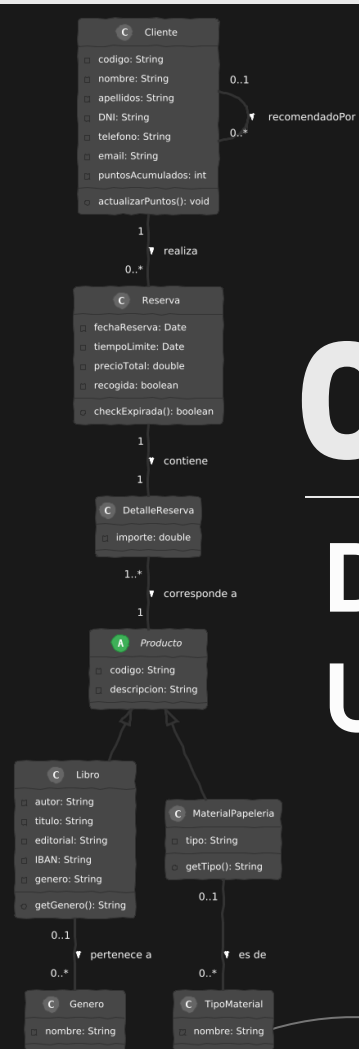 C Cliente
codigo: String
nombre: String
apellidos: String
DNI: String
telefono: String
email: String
puntosAcumulados: int
actualizarPuntos(): void
0..1
recomendadoPor
0..*
1
realiza
0..*
C Reserva
fechaReserva: Date
tiempoLimite: Date
precioTotal: double
recogida: boolean
checkExpirada(): boolean
1
contiene
1
C DetalleReserva
importe: double
1..*
corresponde a
1
A Producto
codigo: String
descripcion: String
C Libro
autor: String
titulo: String
editorial: String
IBAN: String
genero: String
getGenero(): String
C MaterialPapeleria
tipo: String
getTipo(): String
0..1
pertenece a
0..*
0..1
es de
0..*
C Genero
nombre: String
C TipoMaterial
nombre: String